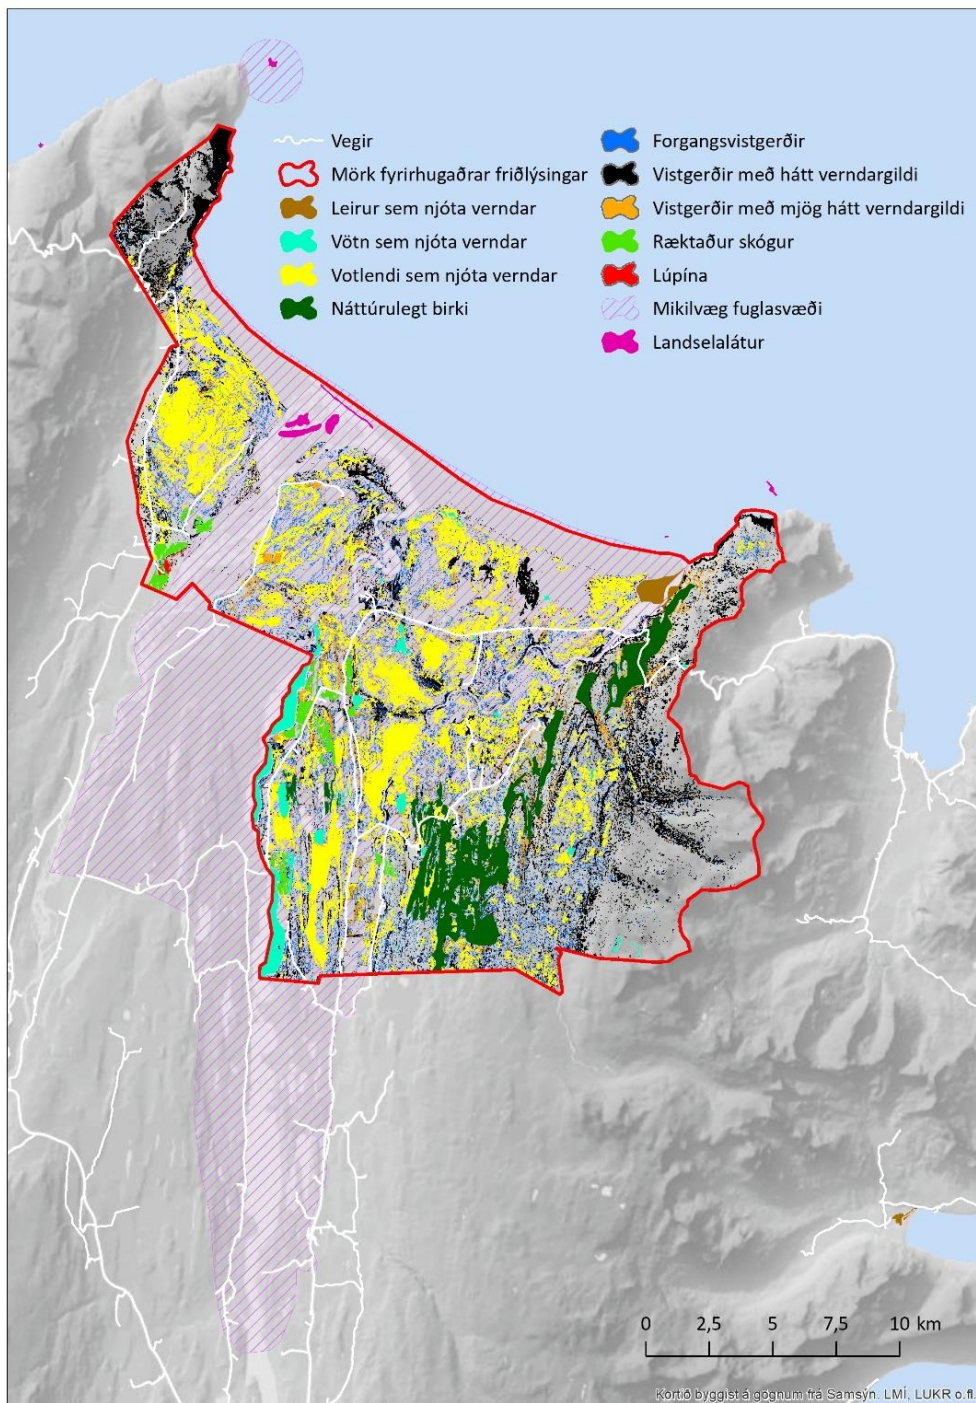 Vegir
Mörk fyrirhugaðrar friðlýsingar
Leirur sem njóta verndar
Vötn sem njóta verndar
Votlendi sem njóta verndar
Náttúrulegt birki
Forgangsvistgerðir
Vistgerðir með hátt verndargildi
Vistgerðir með mjög hátt verndargildi
Ræktaður skógur
Lúpína
Mikilvæg fuglasvæði
Landselalátur
0 2,5 5 7,5 10 km
Kortið byggist á gögnum frá Samsýn, LMÍ, LUKR o.fl.